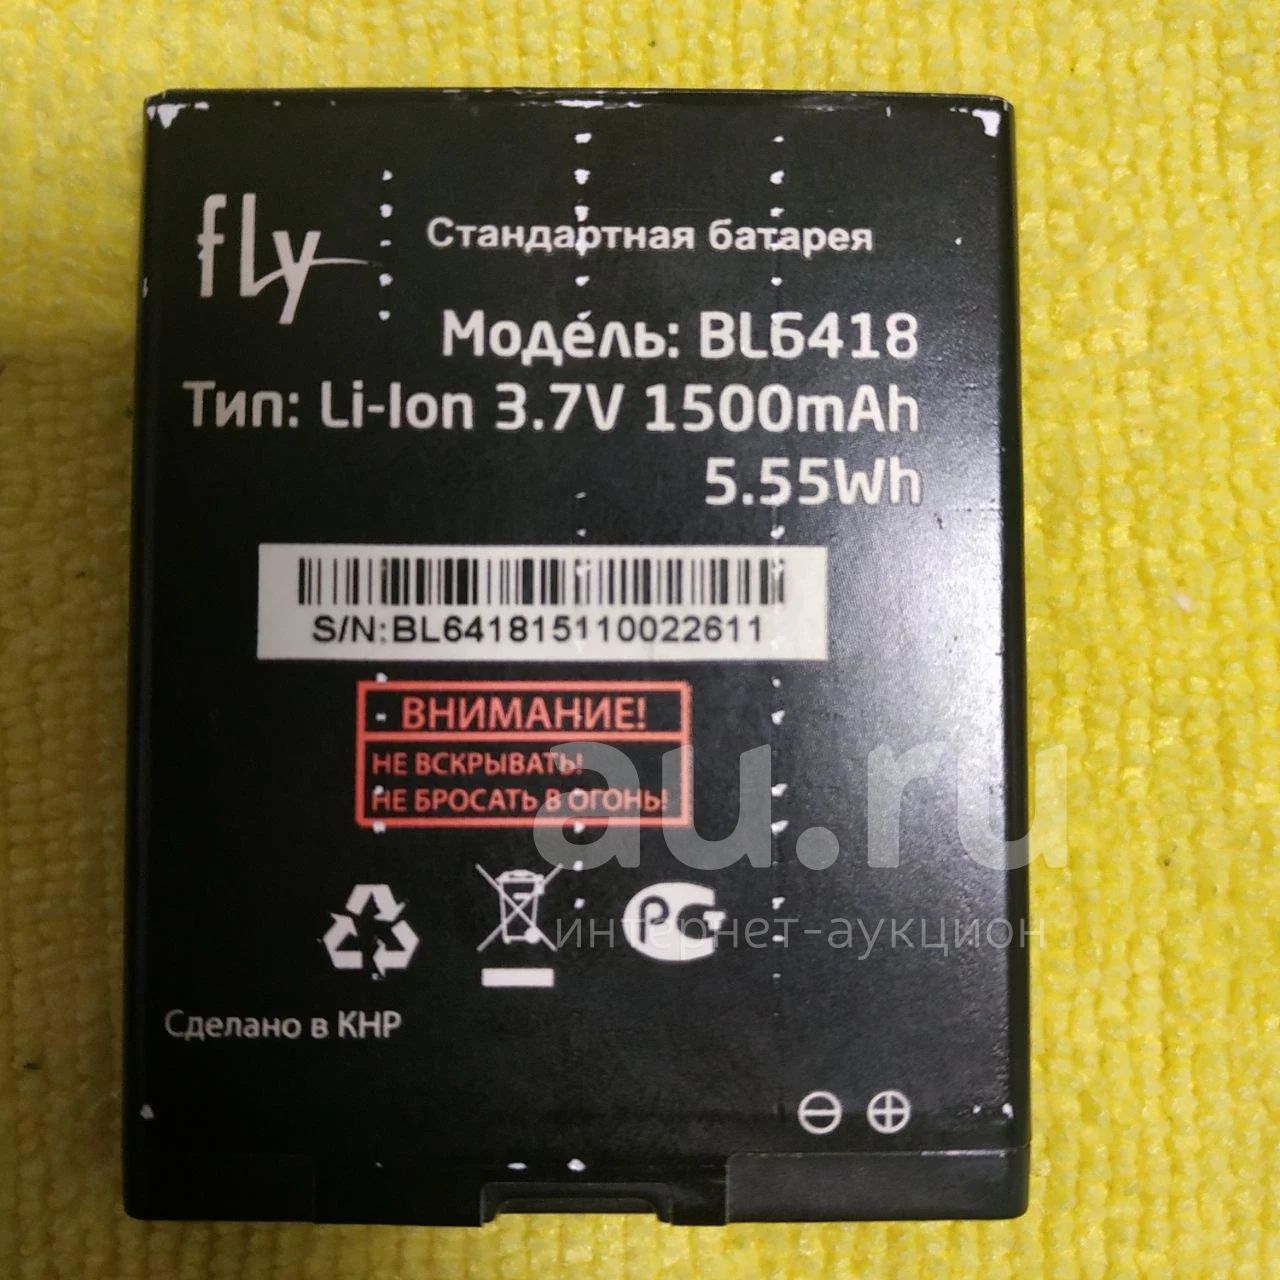 fly
Стандартная батарея
Модель: BL6418
Тип: Li-Ion 3.7V 1500mAh
5.55Wh
S/N:BL641815110022611
ВНИМАНИЕ!
НЕ ВСКРЫВАТЬ!
НЕ БРОСАТЬ В ОГОНЬ!
au.ru
интернет-аукцион
РСТ
Сделано в КНР